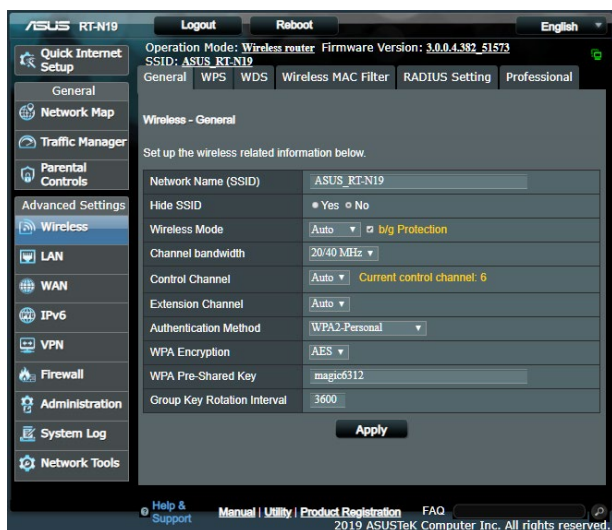 ASUS RT-N19
Logout
Reboot
English
Quick Internet Setup
Operation Mode: Wireless router Firmware Version: 3.0.0.4.382_51573
SSID: ASUS_RT-N19
General WPS WDS Wireless MAC Filter RADIUS Setting Professional
General
Network Map
Traffic Manager
Parental Controls
Advanced Settings
Wireless
LAN
WAN
IPv6
VPN
Firewall
Administration
System Log
Network Tools
Wireless - General
Set up the wireless related information below.
Network Name (SSID) ASUS_RT-N19
Hide SSID Yes No
Wireless Mode Auto b/g Protection
Channel bandwidth 20/40 MHz
Control Channel Auto Current control channel: 6
Extension Channel Auto
Authentication Method WPA2-Personal
WPA Encryption AES
WPA Pre-Shared Key magic6312
Group Key Rotation Interval 3600
Apply
Help & Support
Manual | Utility | Product Registration
FAQ
2019 ASUSTeK Computer Inc. All rights reserved.